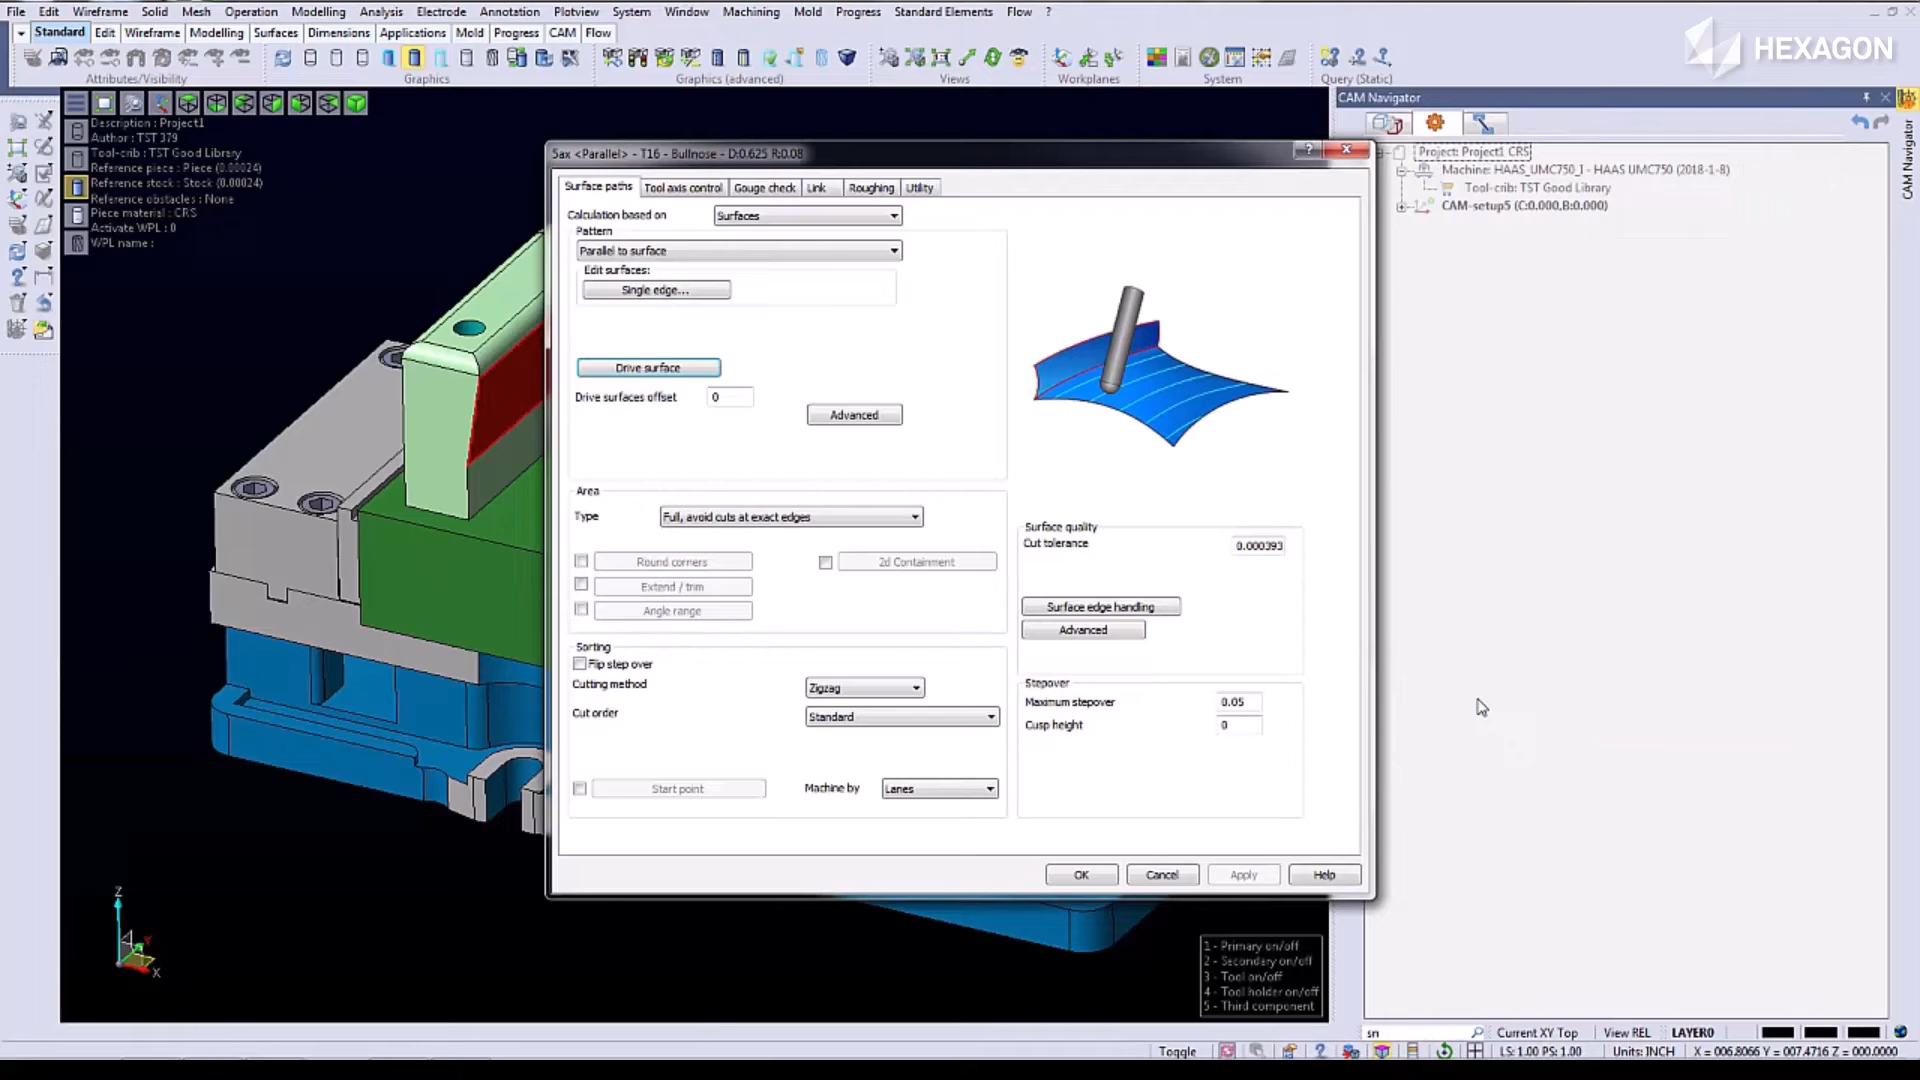 File Edit Wireframe Solid Mesh Operation Modelling Analysis Electrode Annotation Plotview System Window Machining Mold Progress Standard Elements Flow ?
Standard Edit Wireframe Modelling Surfaces Dimensions Applications Mold Progress CAM Flow
HEXAGON
Attributes/Visibility Graphics Graphics (advanced) Views Workplanes System Query (Static)
CAM Navigator
Description : Project1
Author : TST 379
Tool-crib : TST Good Library
Reference piece : Piece (0.00024)
Reference stock : Stock (0.00024)
Reference obstacles : None
Piece material : CRS
Activate WPL : 0
WPL name :
Project: Project1 CRS
Machine: HAAS_UMC750_I - HAAS UMC750 (2018-1-8)
Tool-crib: TST Good Library
CAM-setup5 (C:0.000,B:0.000)
CAM Navigator
5ax <Parallel> - T16 - Bullnose - D:0.625 R:0.08
Surface paths Tool axis control Gouge check Link Roughing Utility
Calculation based on Surfaces
Pattern
Parallel to surface
Edit surfaces:
Single edge...
Drive surface
Drive surfaces offset 0
Advanced
Area
Type Full, avoid cuts at exact edges
Round corners 2d Containment
Extend / trim
Angle range
Surface quality
Cut tolerance 0.000393
Surface edge handling
Advanced
Sorting
Flip step over
Cutting method Zigzag
Cut order Standard
Start point Machine by Lanes
Stepover
Maximum stepover 0.05
Cusp height 0
OK Cancel Apply Help
Z
Y
X
1 - Primary on/off
2 - Secondary on/off
3 - Tool on/off
4 - Tool holder on/off
5 - Third component
sn Current XY Top View REL LAYER0
Toggle LS: 1.00 PS: 1.00 Units: INCH X = 006.8066 Y = 007.4716 Z = 000.0000